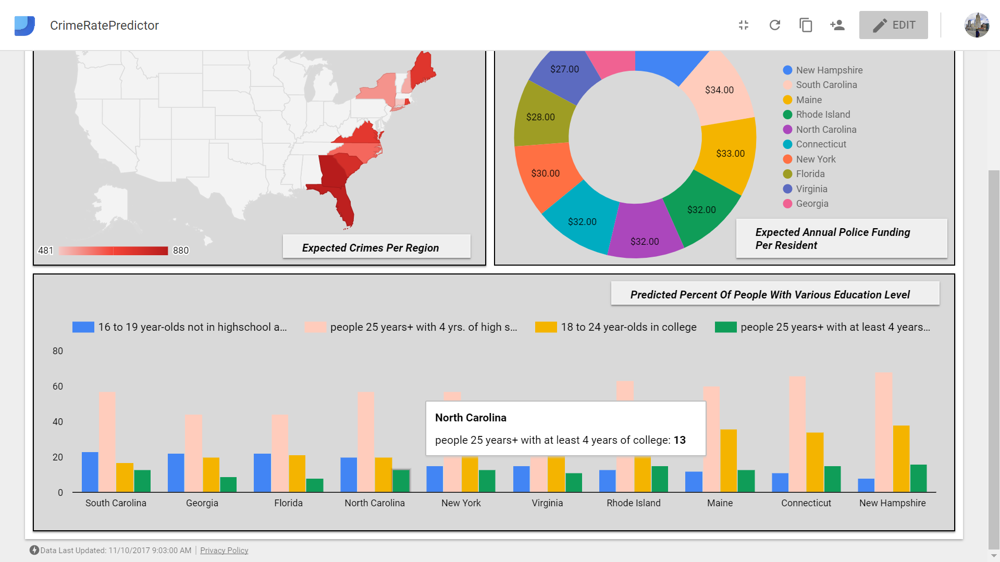 CrimeRatePredictor
EDIT
481
880
Expected Crimes Per Region
$27.00
$34.00
$28.00
$33.00
$30.00
$32.00
$32.00
$32.00
New Hampshire
South Carolina
Maine
Rhode Island
North Carolina
Connecticut
New York
Florida
Virginia
Georgia
Expected Annual Police Funding
Per Resident
Predicted Percent Of People With Various Education Level
16 to 19 year-olds not in highschool a...
people 25 years+ with 4 yrs. of high s...
18 to 24 year-olds in college
people 25 years+ with at least 4 years...
80
60
40
20
0
North Carolina
people 25 years+ with at least 4 years of college: 13
South Carolina
Georgia
Florida
North Carolina
New York
Virginia
Rhode Island
Maine
Connecticut
New Hampshire
Data Last Updated: 11/10/2017 9:03:00 AM
Privacy Policy